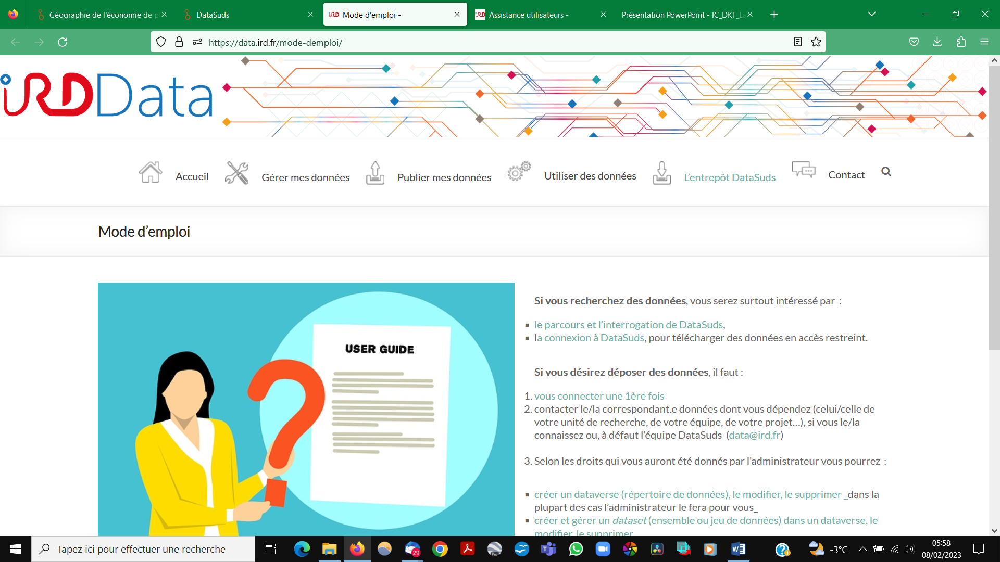 Géographie de l'économie de p
DataSuds
Mode d'emploi -
Assistance utilisateurs -
Présentation PowerPoint - IC_DKF_La
https://data.ird.fr/mode-demploi/
iRD Data
Accueil
Gérer mes données
Publier mes données
Utiliser des données
L'entrepôt DataSuds
Contact
Mode d'emploi
USER GUIDE
Si vous recherchez des données, vous serez surtout intéressé par :
▪ le parcours et l'interrogation de DataSuds,
▪ la connexion à DataSuds, pour télécharger des données en accès restreint.
Si vous désirez déposer des données, il faut :
1. vous connecter une 1ère fois
2. contacter le/la correspondant.e données dont vous dépendez (celui/celle de
votre unité de recherche, de votre équipe, de votre projet…), si vous le/la
connaissez ou, à défaut l'équipe DataSuds (data@ird.fr)
3. Selon les droits qui vous auront été donnés par l'administrateur vous pourrez :
▪ créer un dataverse (répertoire de données), le modifier, le supprimer _dans la
plupart des cas l'administrateur le fera pour vous_
▪ créer et gérer un dataset (ensemble ou jeu de données) dans un dataverse, le
modifier, le supprimer
Tapez ici pour effectuer une recherche
29
Pro
-3°C
05:58
08/02/2023